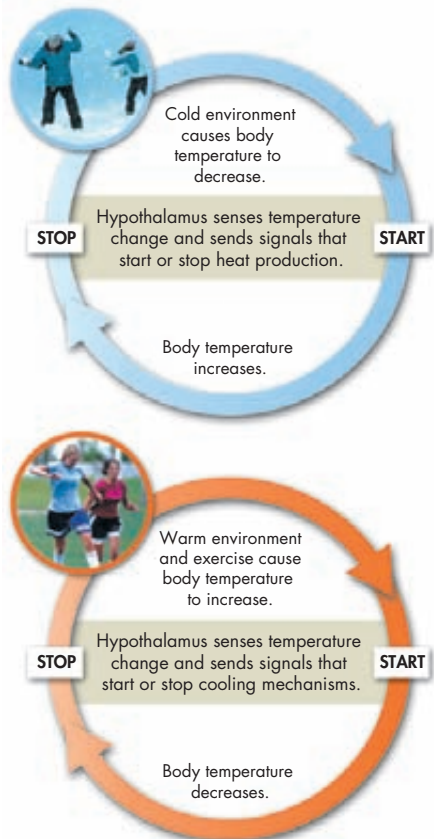 Cold environment
causes body
temperature to
decrease.
STOP
Hypothalamus senses temperature
change and sends signals that
start or stop heat production.
START
Body temperature
increases.
Warm environment
and exercise cause
body temperature
to increase.
STOP
Hypothalamus senses temperature
change and sends signals that
start or stop cooling mechanisms.
START
Body temperature
decreases.